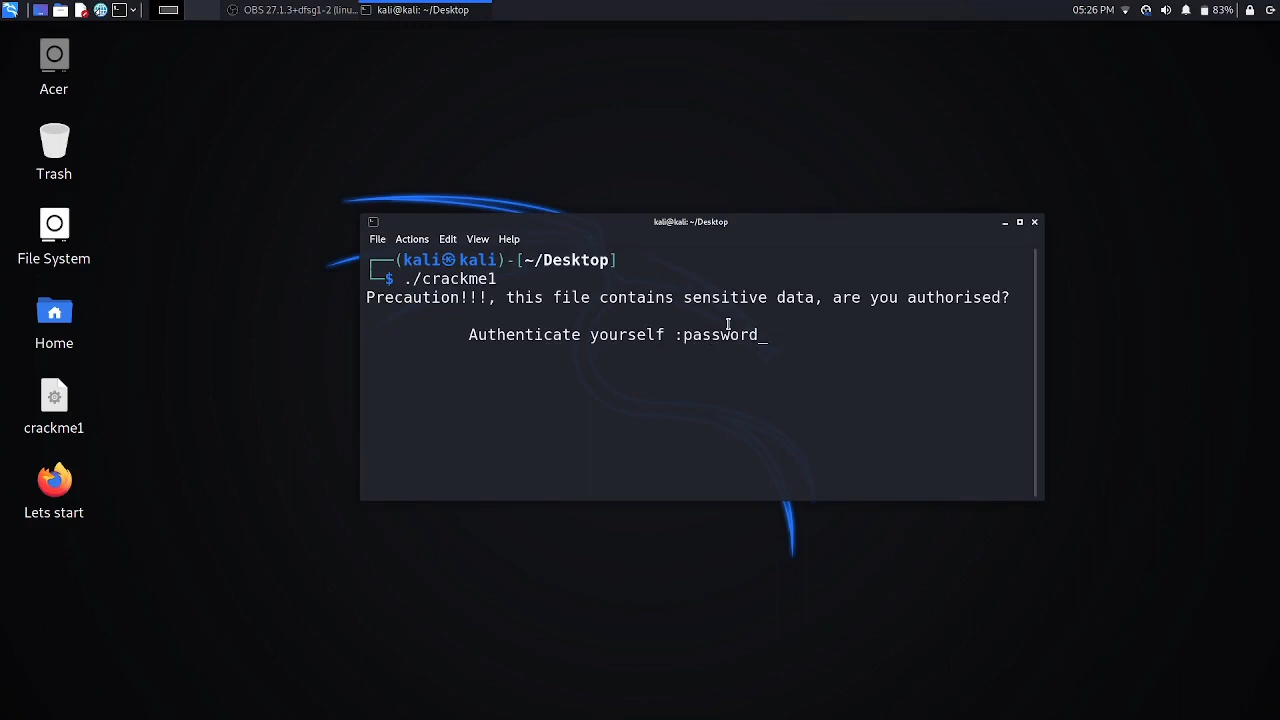 OBS 27.1.3+dfsg1-2 (linu...
kali@kali: ~/Desktop
05:26 PM
83%
Acer
Trash
File System
Home
crackme1
Lets start
kali@kali: ~/Desktop
File Actions Edit View Help
┌──(kali㉿kali)-[~/Desktop]
└─$ ./crackme1
Precaution!!!, this file contains sensitive data, are you authorised?
Authenticate yourself :password_